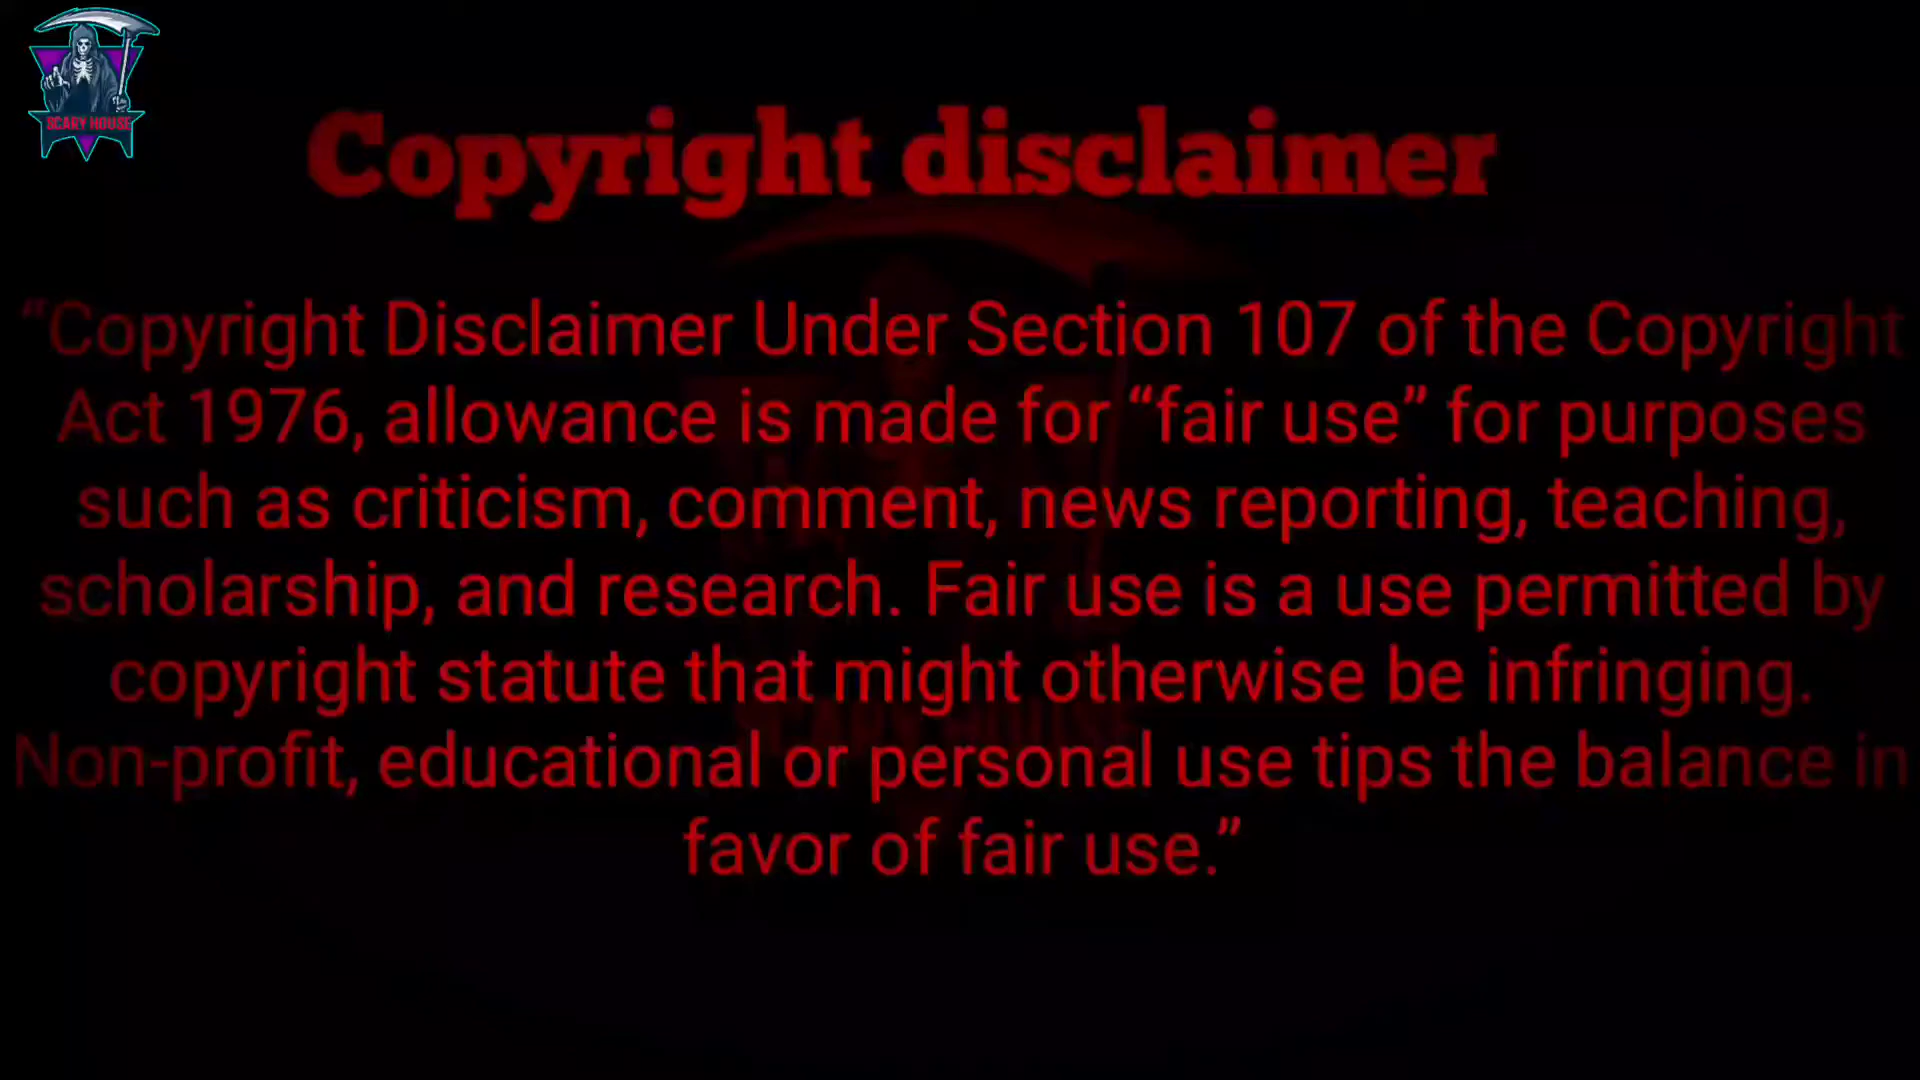 SCARY HOUSE
Copyright disclaimer
“Copyright Disclaimer Under Section 107 of the Copyright
Act 1976, allowance is made for “fair use” for purposes
such as criticism, comment, news reporting, teaching,
scholarship, and research. Fair use is a use permitted by
copyright statute that might otherwise be infringing.
Non-profit, educational or personal use tips the balance in
favor of fair use.”
SCARY HOUSE